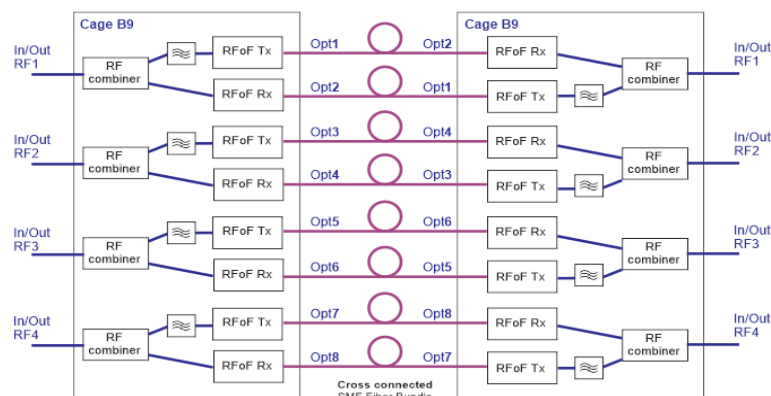 Cage B9
Cage B9
In/Out
RF1
RF
combiner
RFoF Tx
Opt1
Opt2
RFoF Rx
RF
combiner
In/Out
RF1
RFoF Rx
Opt2
Opt1
RFoF Tx
In/Out
RF2
RF
combiner
RFoF Tx
Opt3
Opt4
RFoF Rx
RF
combiner
In/Out
RF2
RFoF Rx
Opt4
Opt3
RFoF Tx
In/Out
RF3
RF
combiner
RFoF Tx
Opt5
Opt6
RFoF Rx
RF
combiner
In/Out
RF3
RFoF Rx
Opt6
Opt5
RFoF Tx
In/Out
RF4
RF
combiner
RFoF Tx
Opt7
Opt8
RFoF Rx
RF
combiner
In/Out
RF4
RFoF Rx
Opt8
Opt7
RFoF Tx
Cross connected
SMF Fiber Bundle